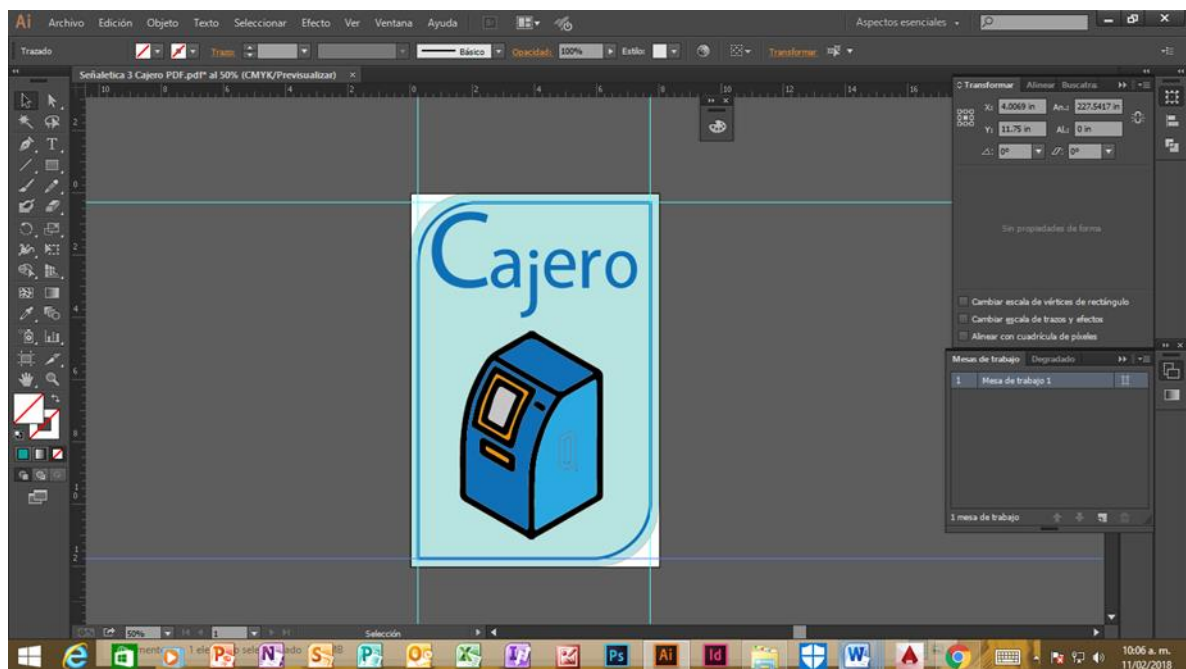 Ai Archivo Edición Objeto Texto Seleccionar Efecto Ver Ventana Ayuda Aspectos esenciales
Trazado Trazo: Básico Opacidad: 100% Estilo: Transformar
Señaletica 3 Cajero PDF.pdf* al 50% (CMYK/Previsualizar) ×
Transformar Alinear Buscatra
X: 4.0069 in An.: 227.5417 in
Y: 11.75 in Al.: 0 in
0° 0°
Sin propiedades de forma
Cambiar escala de vértices de rectángulo
Cambiar escala de trazos y efectos
Alinear con cuadrícula de píxeles
Mesas de trabajo Degradado
1 Mesa de trabajo 1
1 mesa de trabajo
Cajero
50% 1 Selección
Ps Ai Id
10:06 a. m.
11/02/2018